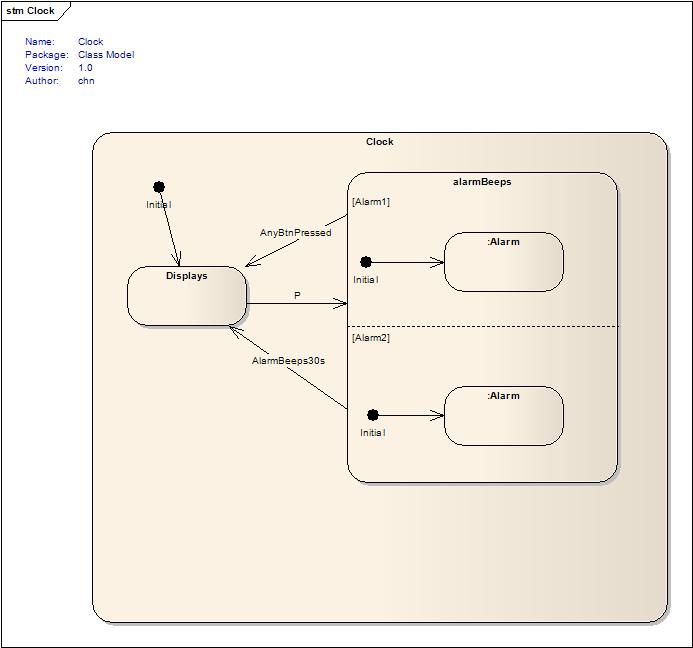 stm Clock
Name: Clock
Package: Class Model
Version: 1.0
Author: chn
Clock
alarmBeeps
Initial
[Alarm1]
AnyBtnPressed
:Alarm
Initial
Displays
P
[Alarm2]
AlarmBeeps30s
:Alarm
Initial